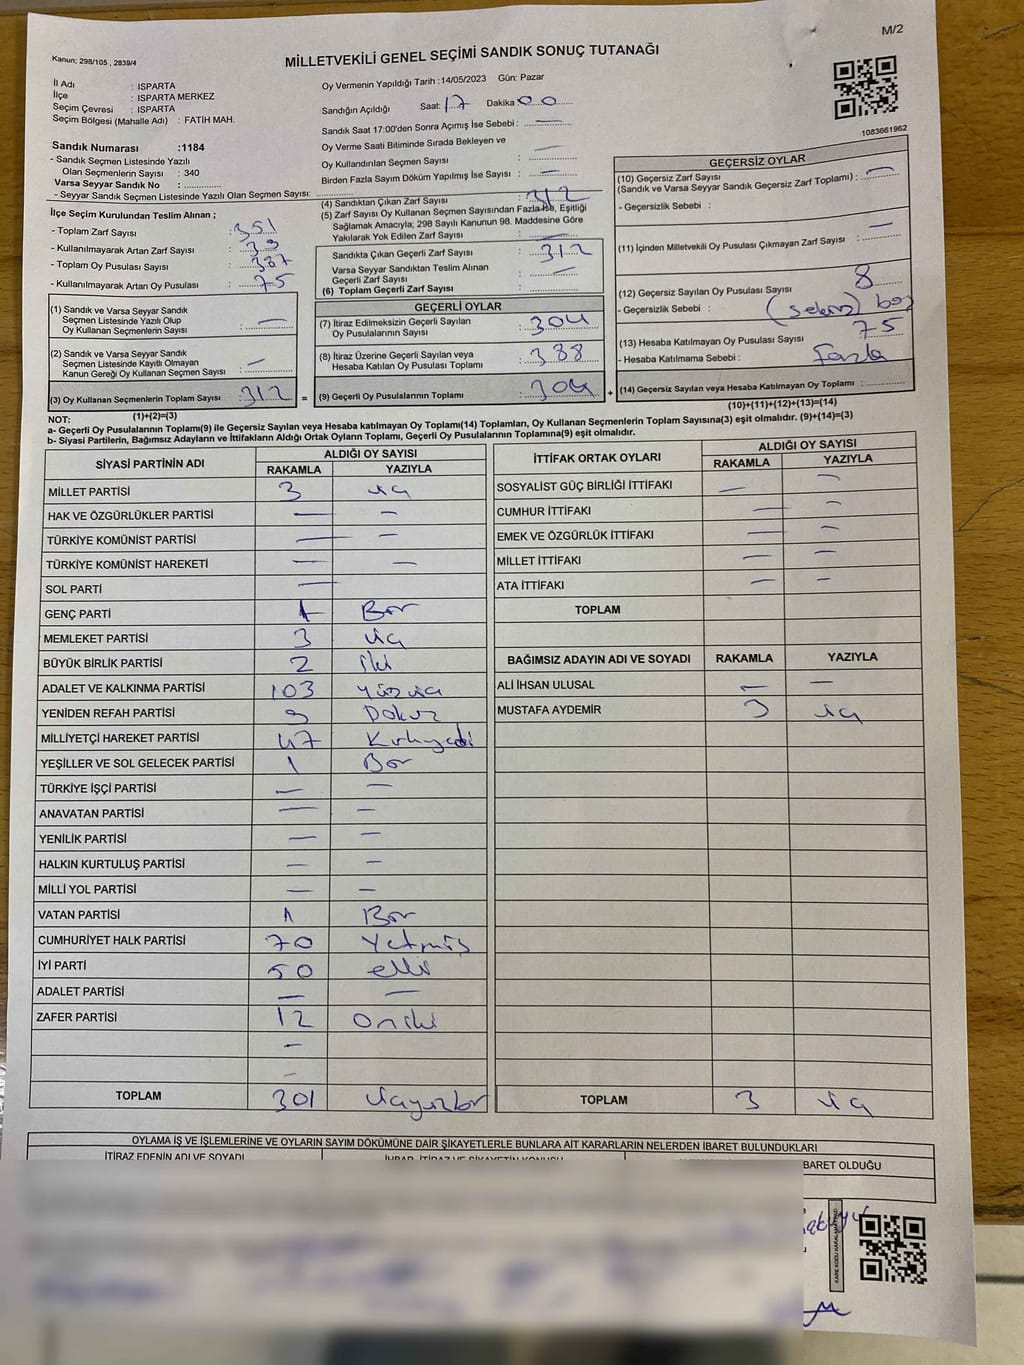 M/2
Kanun: 298/105 , 2839/4
MİLLETVEKİLİ GENEL SEÇİMİ SANDIK SONUÇ TUTANAĞI
İl Adı : ISPARTA
İlçe : ISPARTA MERKEZ
Seçim Çevresi : ISPARTA
Seçim Bölgesi (Mahalle Adı) : FATİH MAH.
Oy Vermenin Yapıldığı Tarih :14/05/2023 Gün: Pazar
Sandığın Açıldığı Saat: 17 Dakika 00
Sandık Saat 17:00'den Sonra Açmış İse Sebebi : —
Oy Verme Saati Bitiminde Sırada Bekleyen ve
Oy Kullandırılan Seçmen Sayısı : —
Birden Fazla Sayım Döküm Yapılmış İse Sayısı : —
1083661962
Sandık Numarası :1184
- Sandık Seçmen Listesinde Yazılı
Olan Seçmenlerin Sayısı : 340
Varsa Seyyar Sandık No :
- Seyyar Sandık Seçmen Listesinde Yazılı Olan Seçmen Sayısı:
İlçe Seçim Kurulundan Teslim Alınan ;
- Toplam Zarf Sayısı : 351
- Kullanılmayarak Artan Zarf Sayısı : 39
- Toplam Oy Pusulası Sayısı : 387
- Kullanılmayarak Artan Oy Pusulası : 75
(1) Sandık ve Varsa Seyyar Sandık
Seçmen Listesinde Yazılı Olup
Oy Kullanan Seçmenlerin Sayısı : —
(2) Sandık ve Varsa Seyyar Sandık
Seçmen Listesinde Kayıtlı Olmayan
Kanun Gereği Oy Kullanan Seçmen Sayısı : —
(3) Oy Kullanan Seçmenlerin Toplam Sayısı : 312 =
(1)+(2)=(3)
(4) Sandıktan Çıkan Zarf Sayısı : 312
(5) Zarf Sayısı Oy Kullanan Seçmen Sayısından Fazla ise, Eşitliği
Sağlamak Amacıyla; 298 Sayılı Kanunun 98. Maddesine Göre
Yakılarak Yok Edilen Zarf Sayısı : —
Sandıkta Çıkan Geçerli Zarf Sayısı : 312
Varsa Seyyar Sandıktan Teslim Alınan
Geçerli Zarf Sayısı : —
(6) Toplam Geçerli Zarf Sayısı :
GEÇERLİ OYLAR
(7) İtiraz Edilmeksizin Geçerli Sayılan
Oy Pusulalarının Sayısı : 304
(8) İtiraz Üzerine Geçerli Sayılan veya
Hesaba Katılan Oy Pusulası Toplamı : 388
(9) Geçerli Oy Pusulalarının Toplamı : 304 +
GEÇERSİZ OYLAR
(10) Geçersiz Zarf Sayısı
(Sandık ve Varsa Seyyar Sandık Geçersiz Zarf Toplamı) : —
- Geçersizlik Sebebi :
(11) İçinden Milletvekili Oy Pusulası Çıkmayan Zarf Sayısı : —
(12) Geçersiz Sayılan Oy Pusulası Sayısı : 8
- Geçersizlik Sebebi : boş
(13) Hesaba Katılmayan Oy Pusulası Sayısı : 75
- Hesaba Katılmama Sebebi : Fazla
(14) Geçersiz Sayılan veya Hesaba Katılmayan Oy Toplamı :
(10)+(11)+(12)+(13)=(14)
NOT:
a- Geçerli Oy Pusulalarının Toplamı(9) ile Geçersiz Sayılan veya Hesaba katılmayan Oy Toplamı(14) Toplamları, Oy Kullanan Seçmenlerin Toplam Sayısına(3) eşit olmalıdır. (9)+(14)=(3)
b- Siyasi Partilerin, Bağımsız Adayların ve İttifakların Aldığı Ortak Oyların Toplamı, Geçerli Oy Pusulalarının Toplamına(9) eşit olmalıdır.
SİYASİ PARTİNİN ADI ALDIĞI OY SAYISI
RAKAMLA YAZIYLA
MİLLET PARTİSİ 3 üç
HAK VE ÖZGÜRLÜKLER PARTİSİ — —
TÜRKİYE KOMÜNİST PARTİSİ — —
TÜRKİYE KOMÜNİST HAREKETİ — —
SOL PARTİ —
GENÇ PARTİ 1 Bir
MEMLEKET PARTİSİ 3 üç
BÜYÜK BİRLİK PARTİSİ 2 iki
ADALET VE KALKINMA PARTİSİ 103 yüzüç
YENİDEN REFAH PARTİSİ 9 Dokuz
MİLLİYETÇİ HAREKET PARTİSİ 47 Kırkyedi
YEŞİLLER VE SOL GELECEK PARTİSİ 1 Bir
TÜRKİYE İŞÇİ PARTİSİ — —
ANAVATAN PARTİSİ — —
YENİLİK PARTİSİ — —
HALKIN KURTULUŞ PARTİSİ — —
MİLLİ YOL PARTİSİ — —
VATAN PARTİSİ 1 Bir
CUMHURİYET HALK PARTİSİ 70 Yetmiş
İYİ PARTİ 50 elli
ADALET PARTİSİ — —
ZAFER PARTİSİ 12 Oniki
—
—
TOPLAM 301 üçyüzbir
İTTİFAK ORTAK OYLARI ALDIĞI OY SAYISI
RAKAMLA YAZIYLA
SOSYALİST GÜÇ BİRLİĞİ İTTİFAKI — —
CUMHUR İTTİFAKI — —
EMEK VE ÖZGÜRLÜK İTTİFAKI — —
MİLLET İTTİFAKI — —
ATA İTTİFAKI — —
TOPLAM
BAĞIMSIZ ADAYIN ADI VE SOYADI RAKAMLA YAZIYLA
ALİ İHSAN ULUSAL — —
MUSTAFA AYDEMİR 3 üç
TOPLAM 3 üç
OYLAMA İŞ VE İŞLEMLERİNE VE OYLARIN SAYIM DÖKÜMÜNE DAİR ŞİKAYETLERLE BUNLARA AİT KARARLARIN NELERDEN İBARET BULUNDUKLARI
İTİRAZ EDENİN ADI VE SOYADI
BARET OLDUĞU